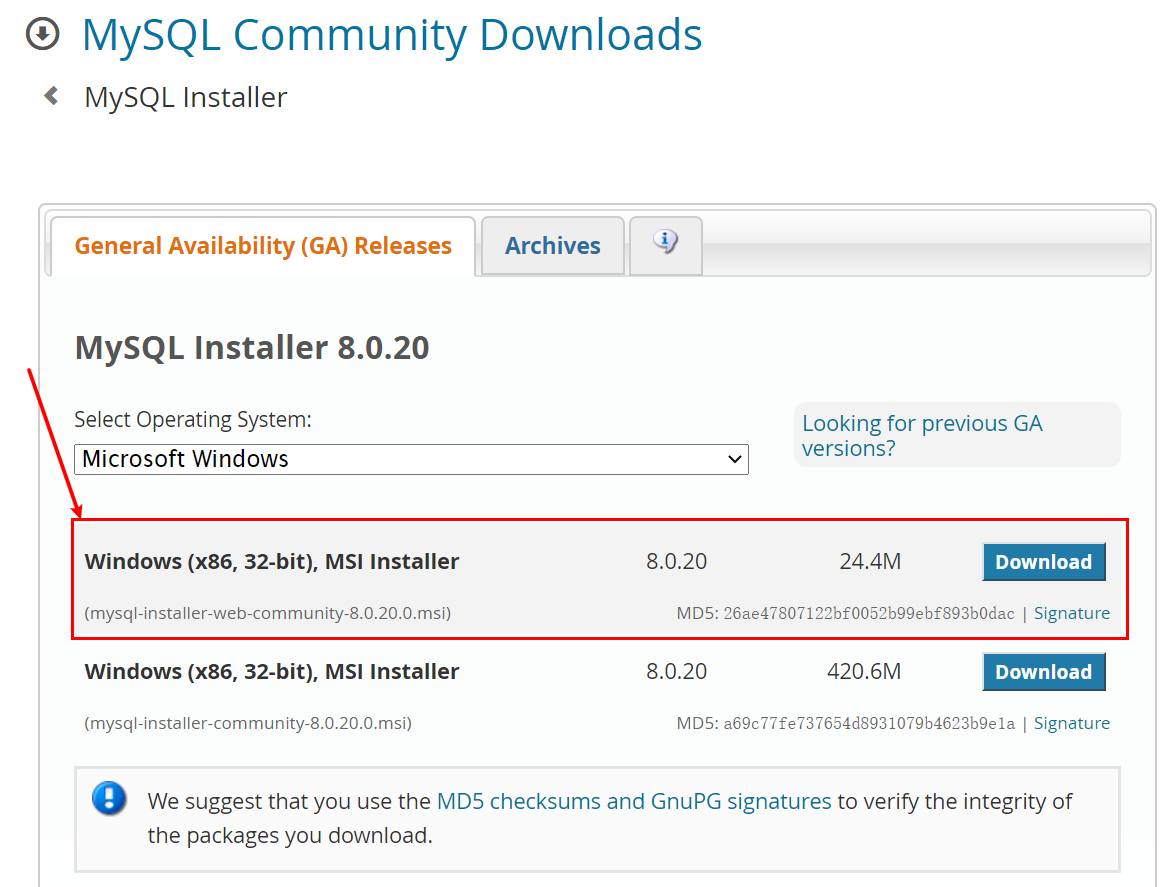 MySQL Community Downloads
MySQL Installer
General Availability (GA) Releases
Archives
MySQL Installer 8.0.20
Select Operating System:
Looking for previous GA
versions?
Microsoft Windows
Windows (x86, 32-bit), MSI Installer 8.0.20 24.4M Download
(mysql-installer-web-community-8.0.20.0.msi) MD5: 26ae47807122bf0052b99ebf893b0dac | Signature
Windows (x86, 32-bit), MSI Installer 8.0.20 420.6M Download
(mysql-installer-community-8.0.20.0.msi) MD5: a69c77fe737654d8931079b4623b9e1a | Signature
We suggest that you use the MD5 checksums and GnuPG signatures to verify the integrity of
the packages you download.